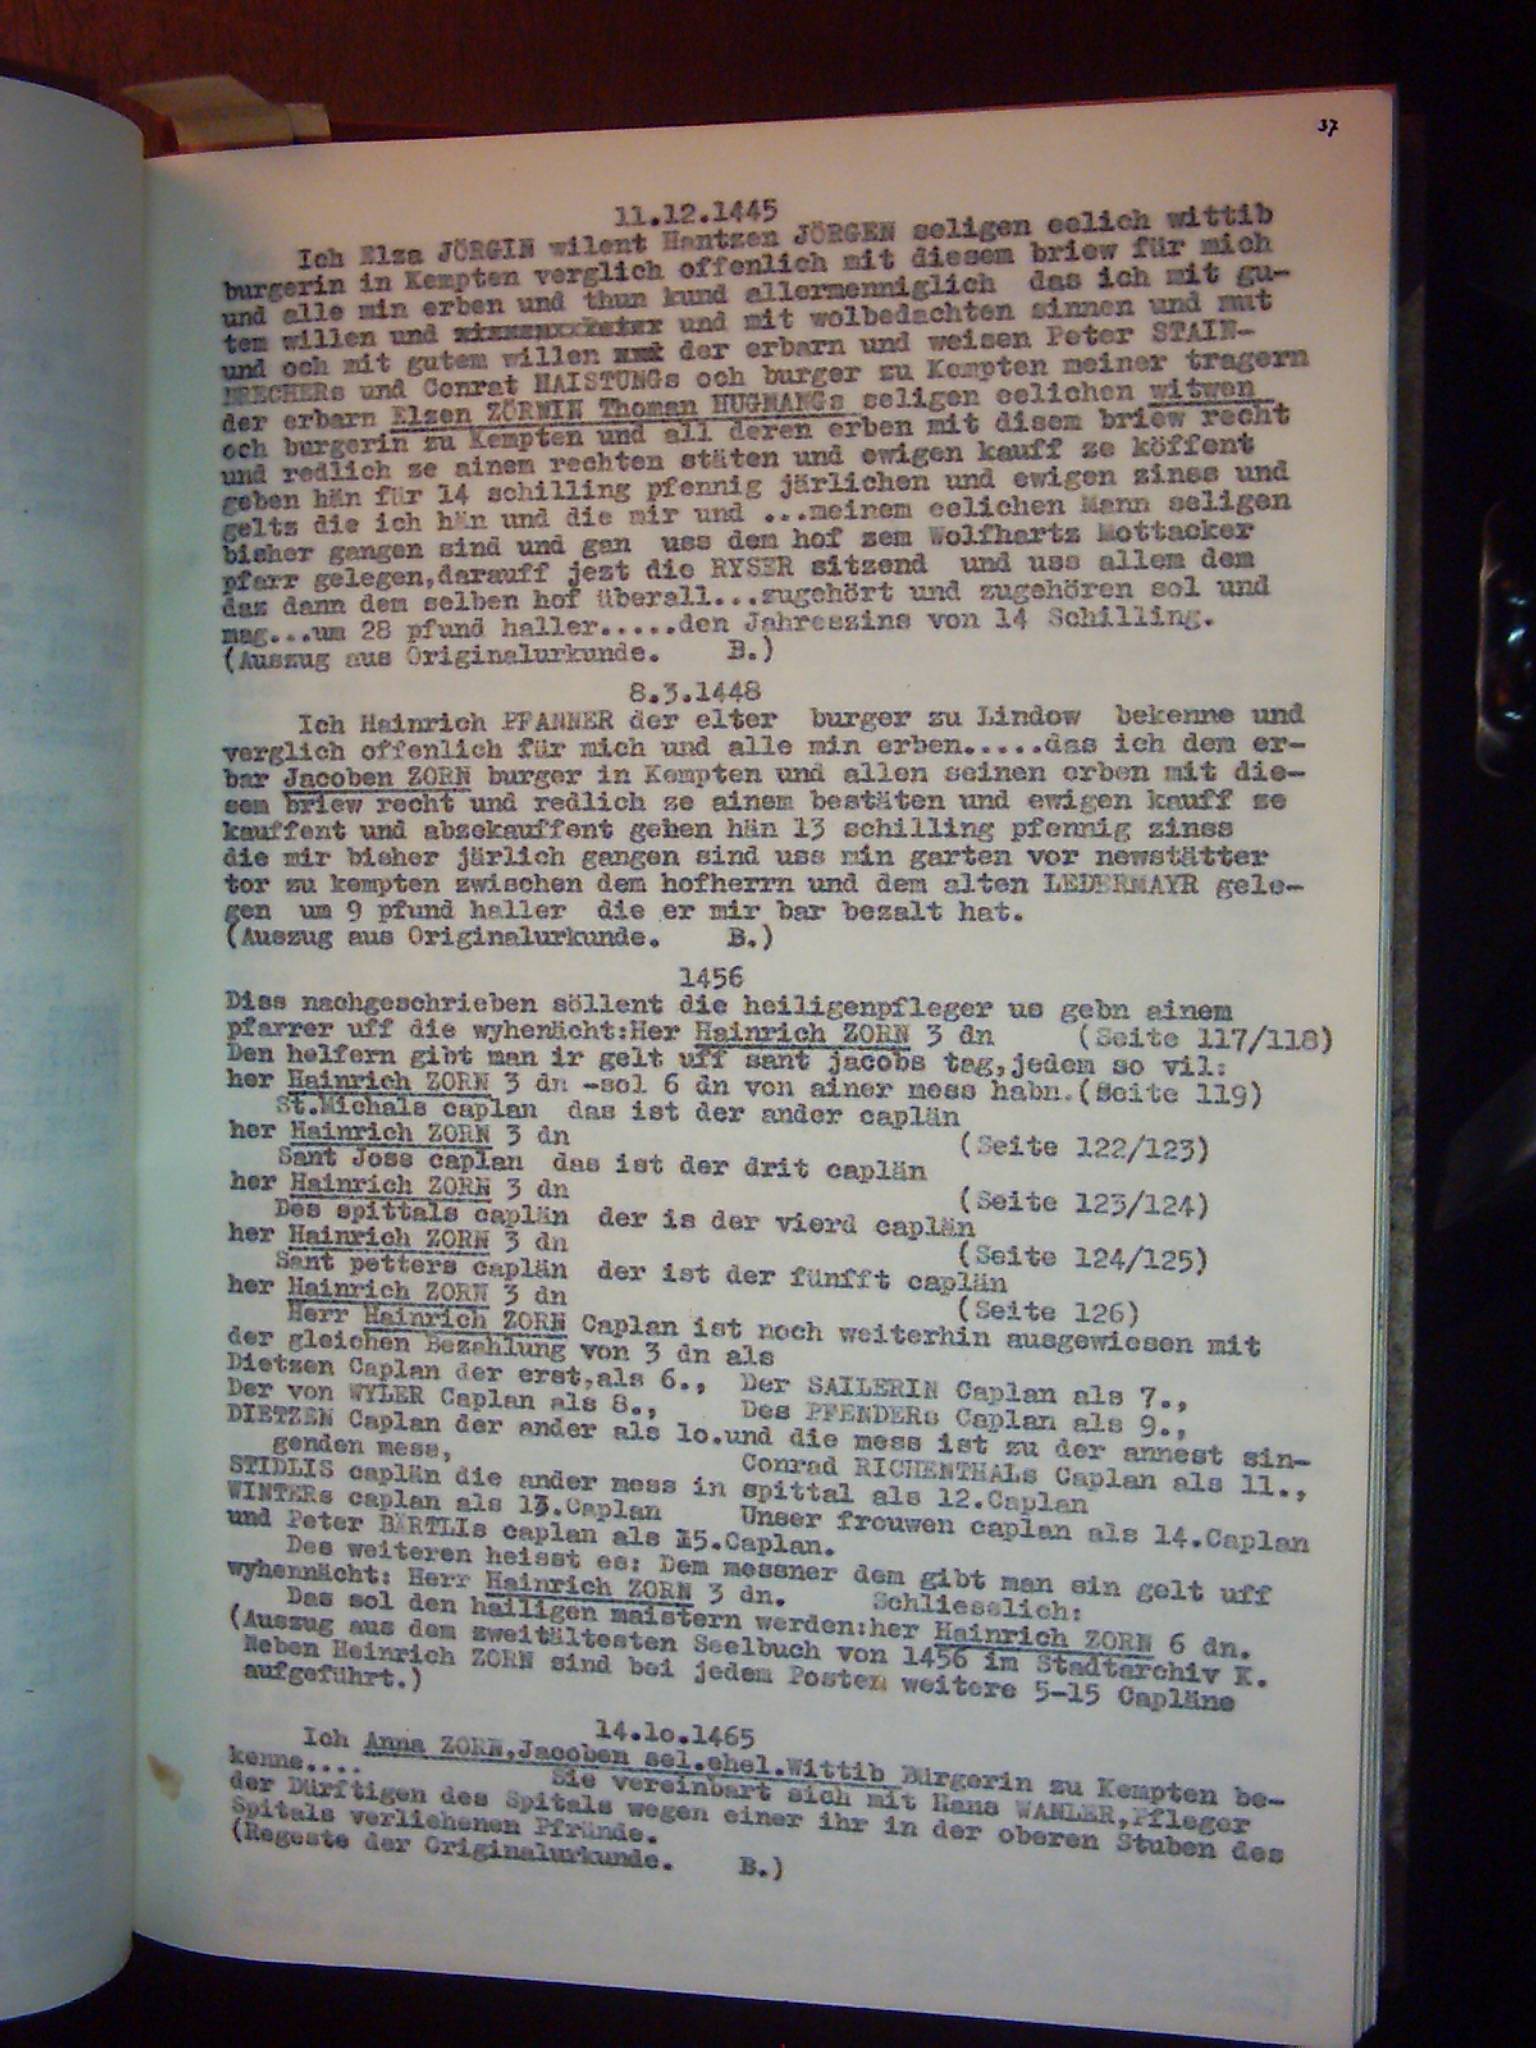 37
11.12.1445
Ich Elza JÖRGIN wilent Hantzen JÖRGEN seligen eelich wittib
burgerin in Kempten verglich offenlich mit diesem briew für mich
und alle min erben und thun kund allermenniglich das ich mit gu-
tem willen und und mit wolbedachten sinnen und mut
und och mit gutem willen der erbarn und weisen Peter STAIN-
BRECHERs und Conrat HAISTUNGs och burger zu Kempten meiner tragern
der erbarn Elsen ZÖRNIN Thoman HUGMANGs seligen eelichen witwen
och burgerin zu Kempten und all deren erben mit disem briew recht
und redlich ze ainem rechten stäten und ewigen kauff ze köffent
geben hän für 14 schilling pfennig järlichen und ewigen zinss und
gelts die ich hän und die mir und ...meinem eelichen Mann seligen
bisher gangen sind und gan uss dem hof zem Wolfhartz Mottacker
pfarr gelegen,darauff jezt die RYSER sitzend und uss allem dem
das dann dem selben hof überall...zugehört und zugehören sol und
mag...um 28 pfund haller.....den Jahreszins von 14 Schilling.
(Auszug aus Originalurkunde. B.)
8.3.1448
Ich Hainrich PFANNER der elter burger zu Lindow bekenne und
verglich offenlich für mich und alle min erben.....das ich dem er-
bar Jacoben ZORN burger in Kempten und allen seinen erben mit die-
sem briew recht und redlich ze ainem bestäten und ewigen kauff ze
kauffent und abzekauffent gehen hän 13 schilling pfennig zinss
die mir bisher järlich gangen sind uss min garten vor newstätter
tor zu kempten zwischen dem hofherrn und dem alten LEDERMAYR gele-
gen um 9 pfund haller die er mir bar bezalt hat.
(Auszug aus Originalurkunde. B.)
1456
Diss nachgeschrieben söllent die heiligenpfleger us gebn ainem
pfarrer uff die wyhenächt:Her Hainrich ZORN 3 dn (Seite 117/118)
Den helfern gibt man ir gelt uff sant jacobs tag,jedem so vil:
her Hainrich ZORN 3 dn -sol 6 dn von ainer mess habn.(Seite 119)
St.Michals caplan das ist der ander caplän
her Hainrich ZORN 3 dn (Seite 122/123)
Sant Joss caplan das ist der drit caplän
her Hainrich ZORN 3 dn (Seite 123/124)
Des spittals caplän der is der vierd caplän
her Hainrich ZORN 3 dn (Seite 124/125)
Sant petters caplän der ist der fünfft caplän
her Hainrich ZORN 3 dn (Seite 126)
Herr Hainrich ZORN Caplan ist noch weiterhin ausgewiesen mit
der gleichen Bezahlung von 3 dn als
Dietzen Caplan der erst,als 6., Der SAILERIN Caplan als 7.,
Der von WYLER Caplan als 8., Des PFENDERs Caplan als 9.,
DIETZEN Caplan der ander als 1o.und die mess ist zu der annest sin-
genden mess, Conrad RICHENTHALs Caplan als 11.,
STIDLIS caplän die ander mess in spittal als 12.Caplan
WINTERs caplan als 13.Caplan Unser frouwen caplan als 14.Caplan
und Peter BÄRTLIs caplan als 15.Caplan.
Des weiteren heisst es: Dem messner dem gibt man sin gelt uff
wyhennächt: Herr Hainrich ZORN 3 dn. Schliesslich:
Das sol den hailigen maistern werden:her Hainrich ZORN 6 dn.
(Auszug aus dem zweitältesten Seelbuch von 1456 im Stadtarchiv K.
Neben Heinrich ZORN sind bei jedem Posten weitere 5-15 Capläne
aufgeführt.)
14.1o.1465
Ich Anna ZORN,Jacoben sel.ehel.Wittib Bürgerin zu Kempten be-
kenne.... Sie vereinbart sich mit Hans WANLER,Pfleger
der Dürftigen des Spitals wegen einer ihr in der oberen Stuben des
Spitals verliehenen Pfründe.
(Regeste der Originalurkunde. B.)